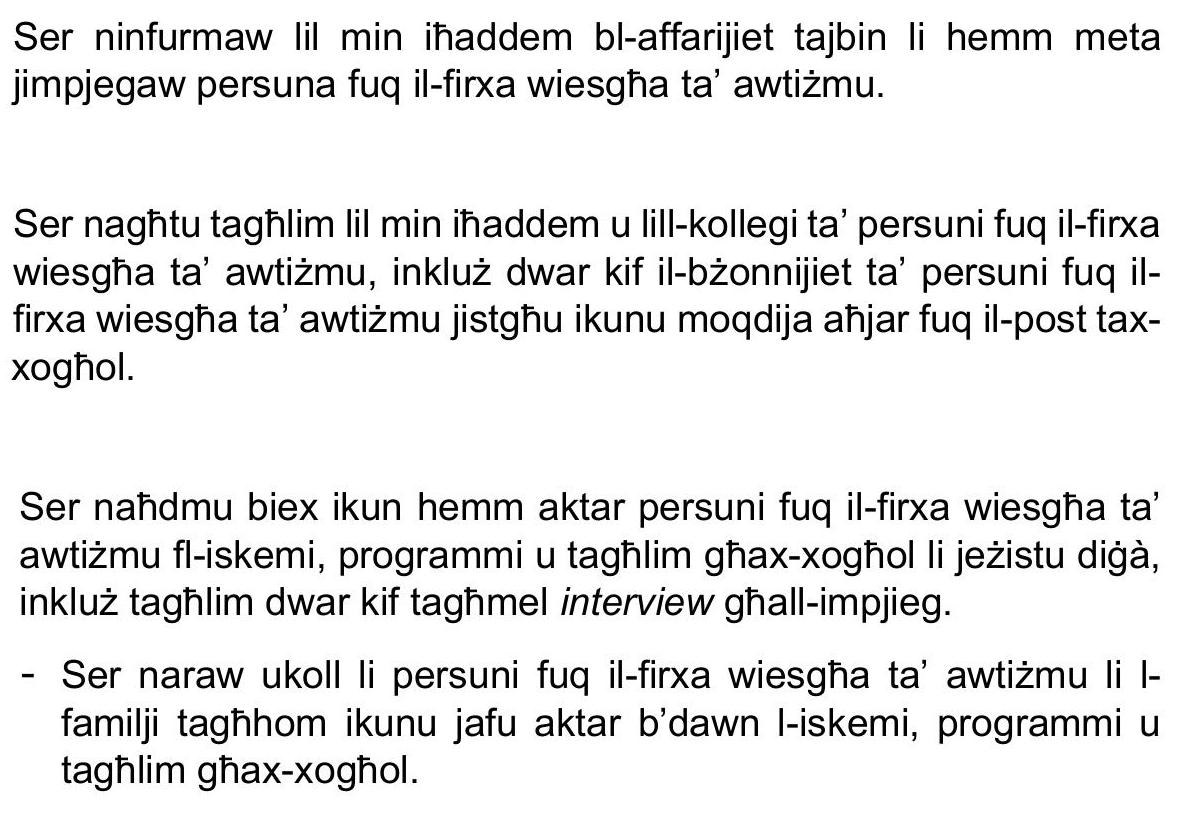 Ser ninfurmaw lil min iħaddem bl-affarijiet tajbin li hemm meta
jimpjegaw persuna fuq il-firxa wiesgħa ta’ awtiżmu.
Ser nagħtu tagħlim lil min iħaddem u lill-kollegi ta’ persuni fuq il-firxa
wiesgħa ta’ awtiżmu, inkluż dwar kif il-bżonnijiet ta’ persuni fuq il-
firxa wiesgħa ta’ awtiżmu jistgħu ikunu moqdija aħjar fuq il-post tax-
xogħol.
Ser naħdmu biex ikun hemm aktar persuni fuq il-firxa wiesgħa ta’
awtiżmu fl-iskemi, programmi u tagħlim għax-xogħol li jeżistu diġà,
inkluż tagħlim dwar kif tagħmel interview għall-impjieg.
- Ser naraw ukoll li persuni fuq il-firxa wiesgħa ta’ awtiżmu li l-
familji tagħhom ikunu jafu aktar b’dawn l-iskemi, programmi u
tagħlim għax-xogħol.